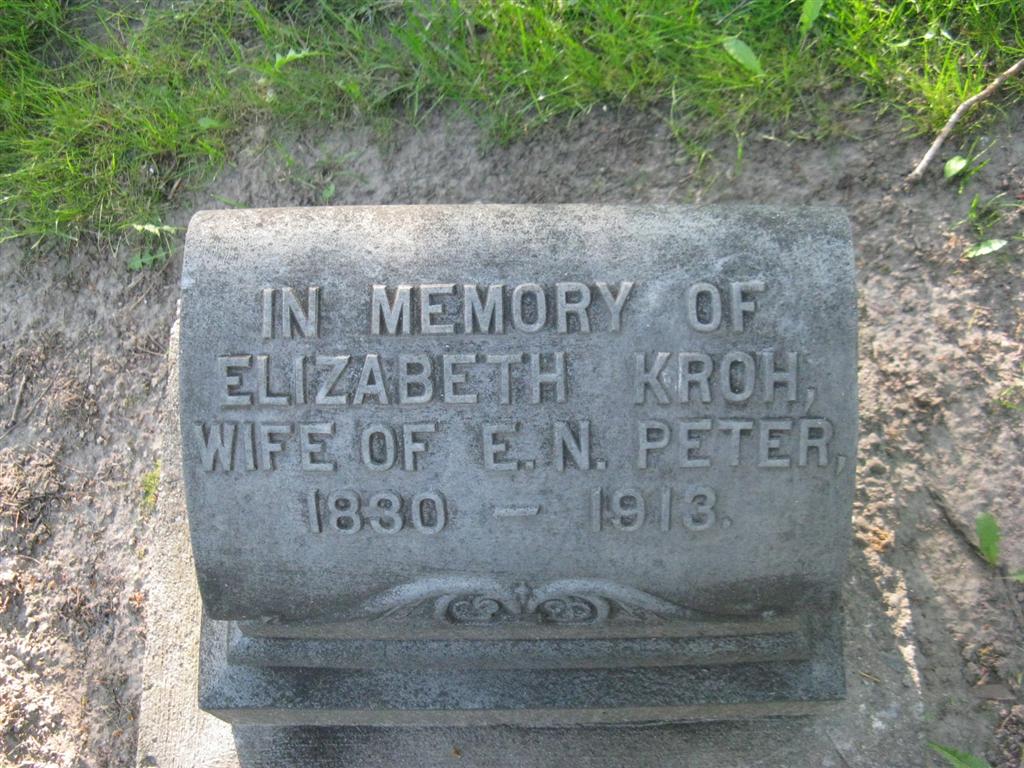 IN MEMORY OF
ELIZABETH KROH,
WIFE OF E. N. PETER,
1830 - 1913.